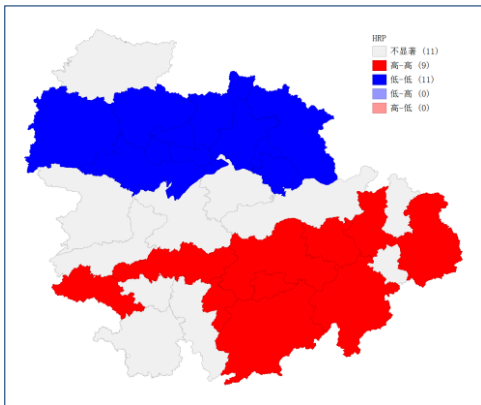 HRP
不显著 (11)
高-高 (9)
低-低 (11)
低-高 (0)
高-低 (0)